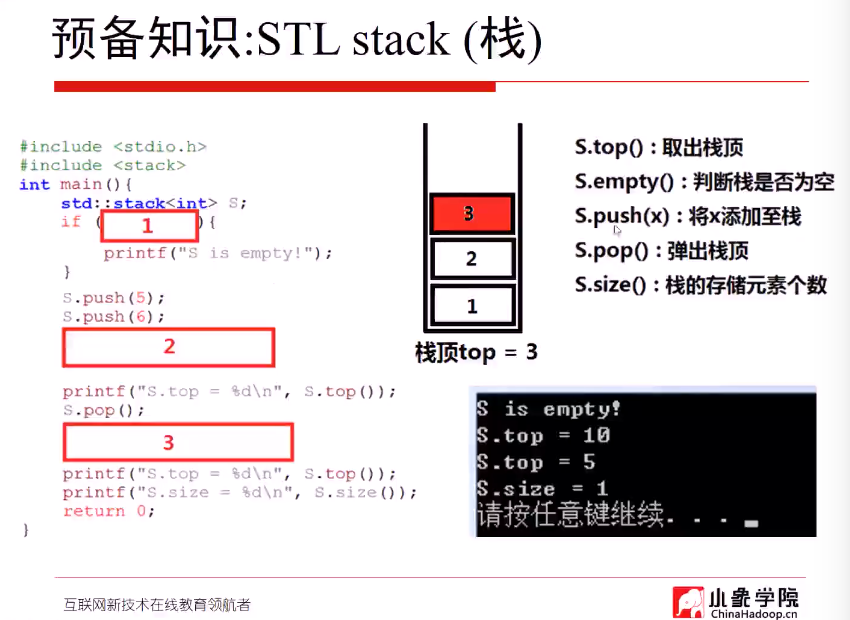 预备知识:STL stack (栈)
#include <stdio.h>
#include <stack>
int main(){
std::stack<int> S;
if ( 1 ){
printf("S is empty!");
}
S.push(5);
S.push(6);
2
printf("S.top = %d\n", S.top());
S.pop();
3
printf("S.top = %d\n", S.top());
printf("S.size = %d\n", S.size());
return 0;
}
3
2
1
栈顶top = 3
S.top() : 取出栈顶
S.empty() : 判断栈是否为空
S.push(x) : 将x添加至栈
S.pop() : 弹出栈顶
S.size() : 栈的存储元素个数
S is empty!
S.top = 10
S.top = 5
S.size = 1
请按任意键继续. . .
互联网新技术在线教育领航者
小象学院
ChinaHadoop.cn